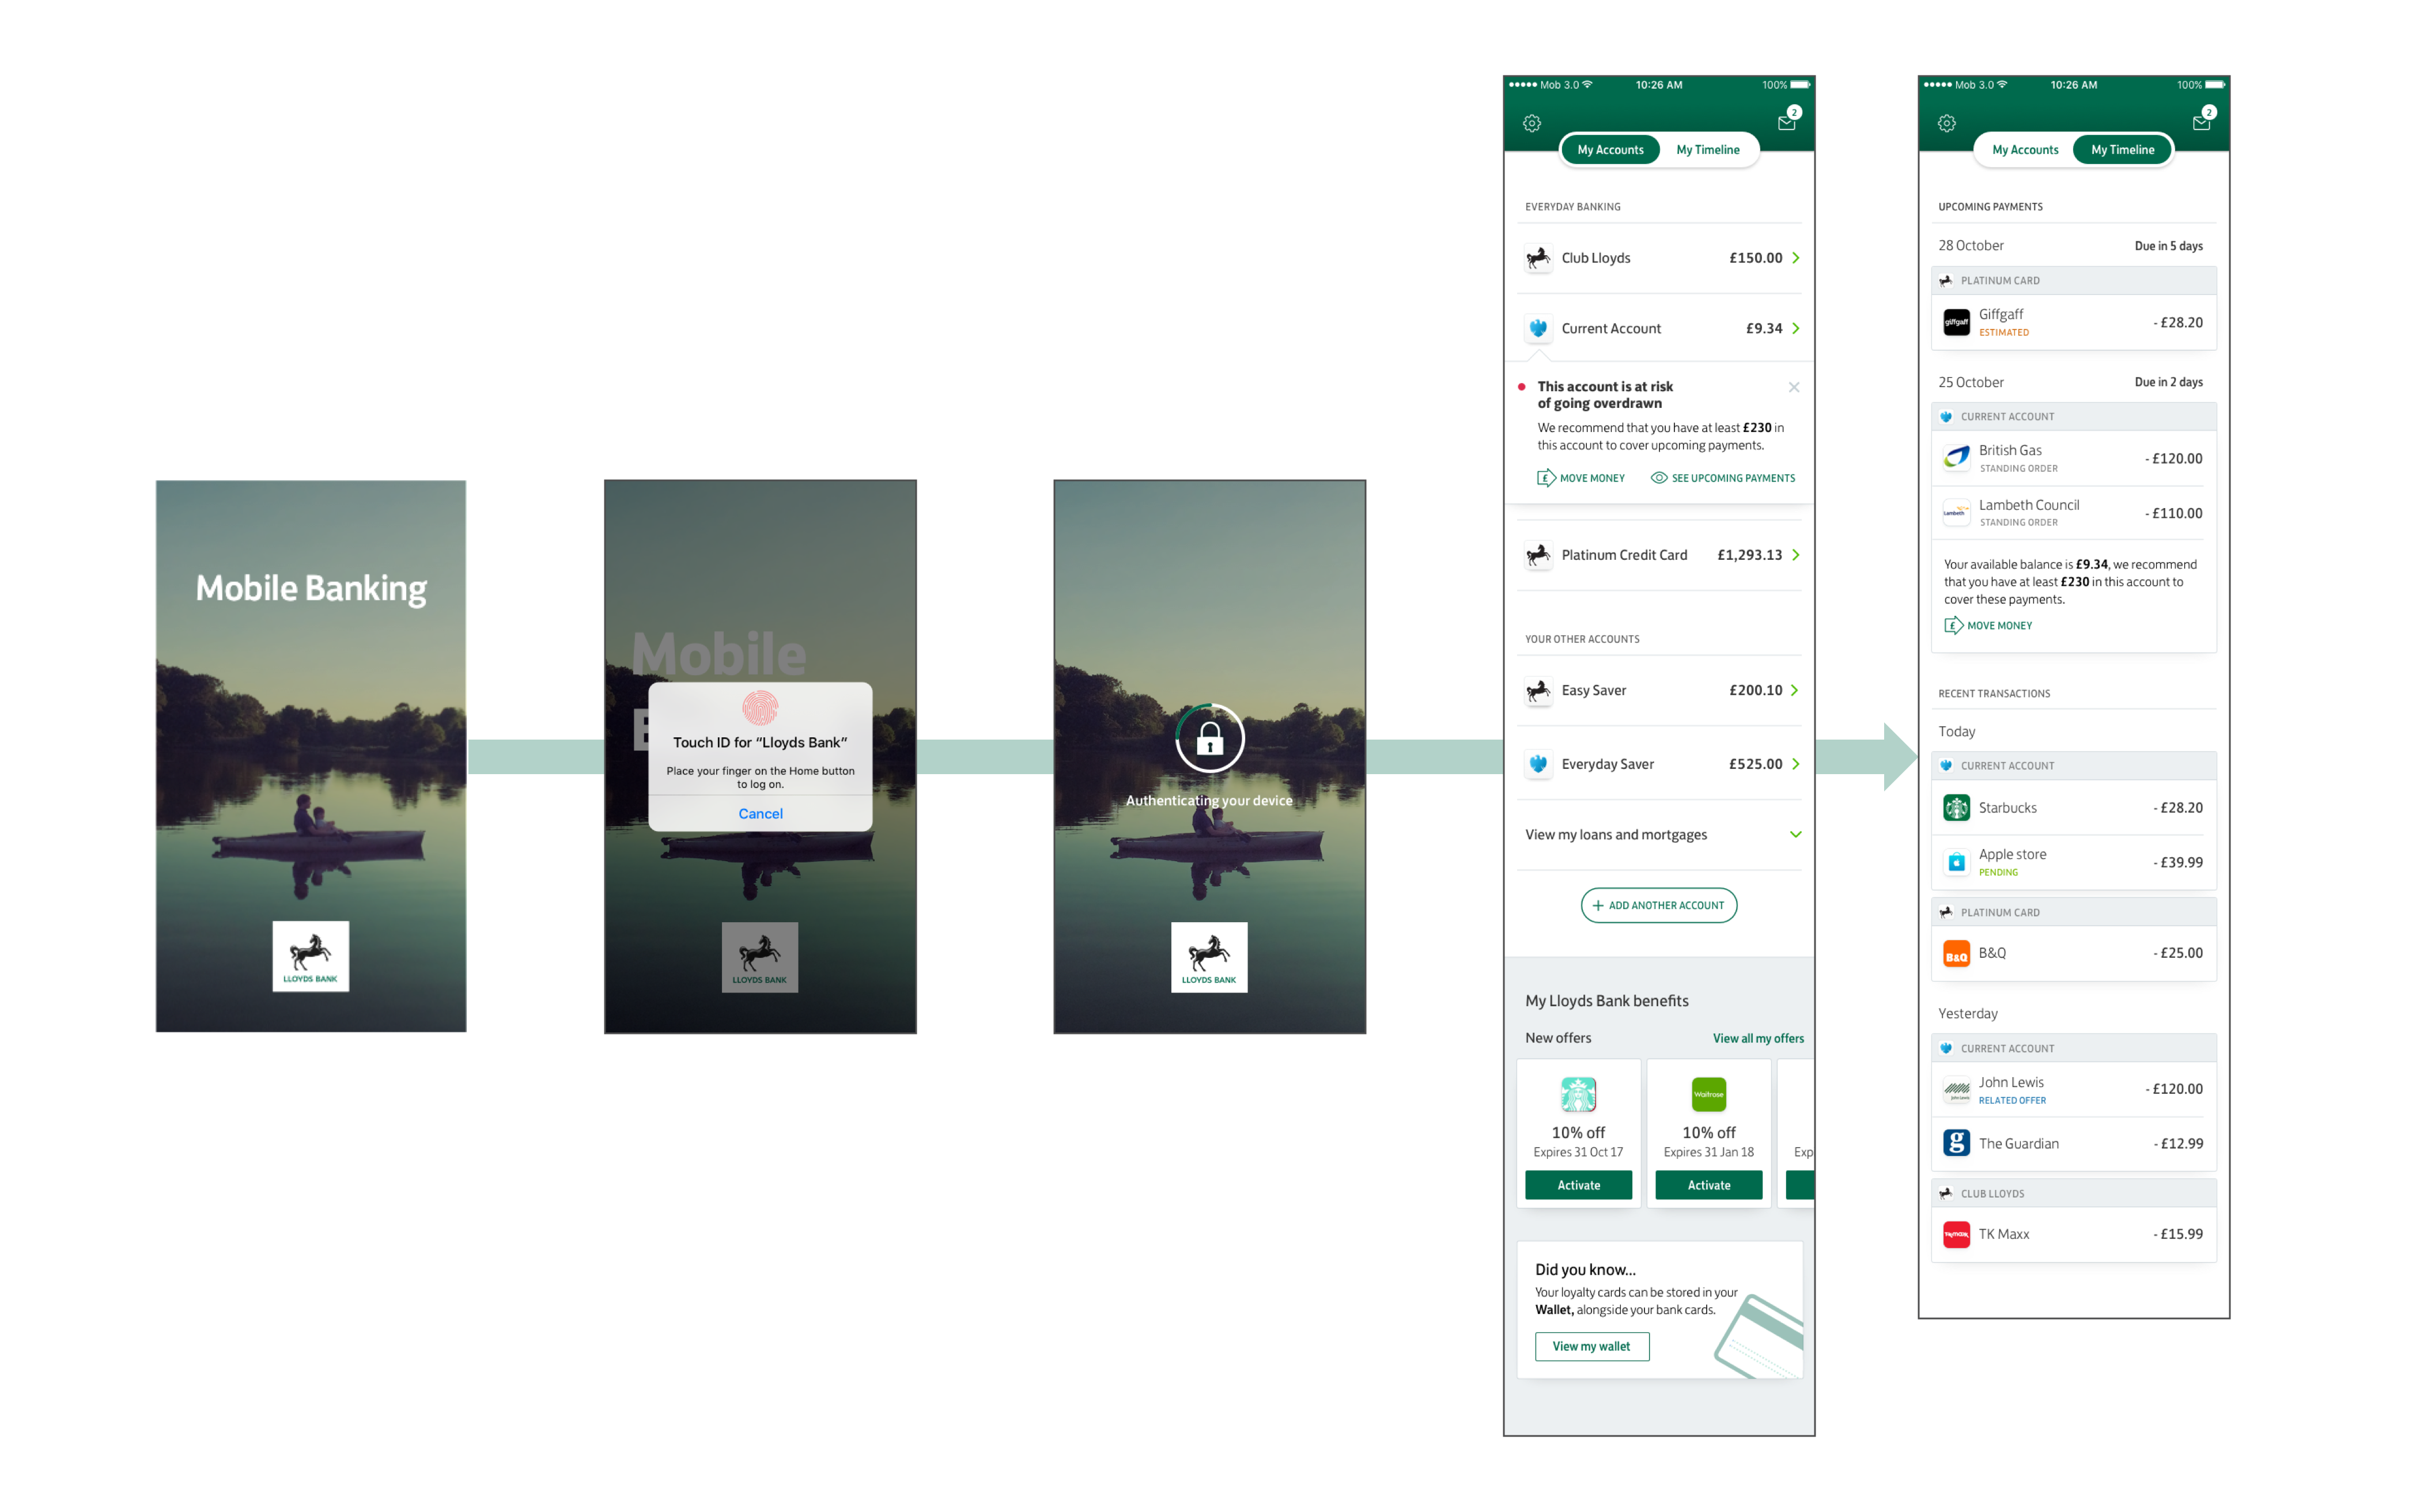 Mobile Banking
LLOYDS BANK
Mobile
Touch ID for “Lloyds Bank”
Place your finger on the Home button
to log on.
Cancel
LLOYDS BANK
Authenticating your device
LLOYDS BANK
Mob 3.0 10:26 AM 100%
2
My Accounts My Timeline
EVERYDAY BANKING
Club Lloyds £150.00
Current Account £9.34
This account is at risk
of going overdrawn
We recommend that you have at least £230 in
this account to cover upcoming payments.
£ MOVE MONEY SEE UPCOMING PAYMENTS
Platinum Credit Card £1,293.13
YOUR OTHER ACCOUNTS
Easy Saver £200.10
Everyday Saver £525.00
View my loans and mortgages
+ ADD ANOTHER ACCOUNT
My Lloyds Bank benefits
New offers View all my offers
Waitrose
10% off 10% off
Expires 31 Oct 17 Expires 31 Jan 18 Exp
Activate Activate
Did you know...
Your loyalty cards can be stored in your
Wallet, alongside your bank cards.
View my wallet
Mob 3.0 10:26 AM 100%
2
My Accounts My Timeline
UPCOMING PAYMENTS
28 October Due in 5 days
PLATINUM CARD
giffgaff Giffgaff - £28.20
ESTIMATED
25 October Due in 2 days
CURRENT ACCOUNT
British Gas - £120.00
STANDING ORDER
Lambeth Lambeth Council - £110.00
STANDING ORDER
Your available balance is £9.34, we recommend
that you have at least £230 in this account to
cover these payments.
£ MOVE MONEY
RECENT TRANSACTIONS
Today
CURRENT ACCOUNT
Starbucks - £28.20
Apple store - £39.99
PENDING
PLATINUM CARD
B&Q B&Q - £25.00
Yesterday
CURRENT ACCOUNT
John Lewis John Lewis - £120.00
RELATED OFFER
g The Guardian - £12.99
CLUB LLOYDS
TK Maxx TK Maxx - £15.99